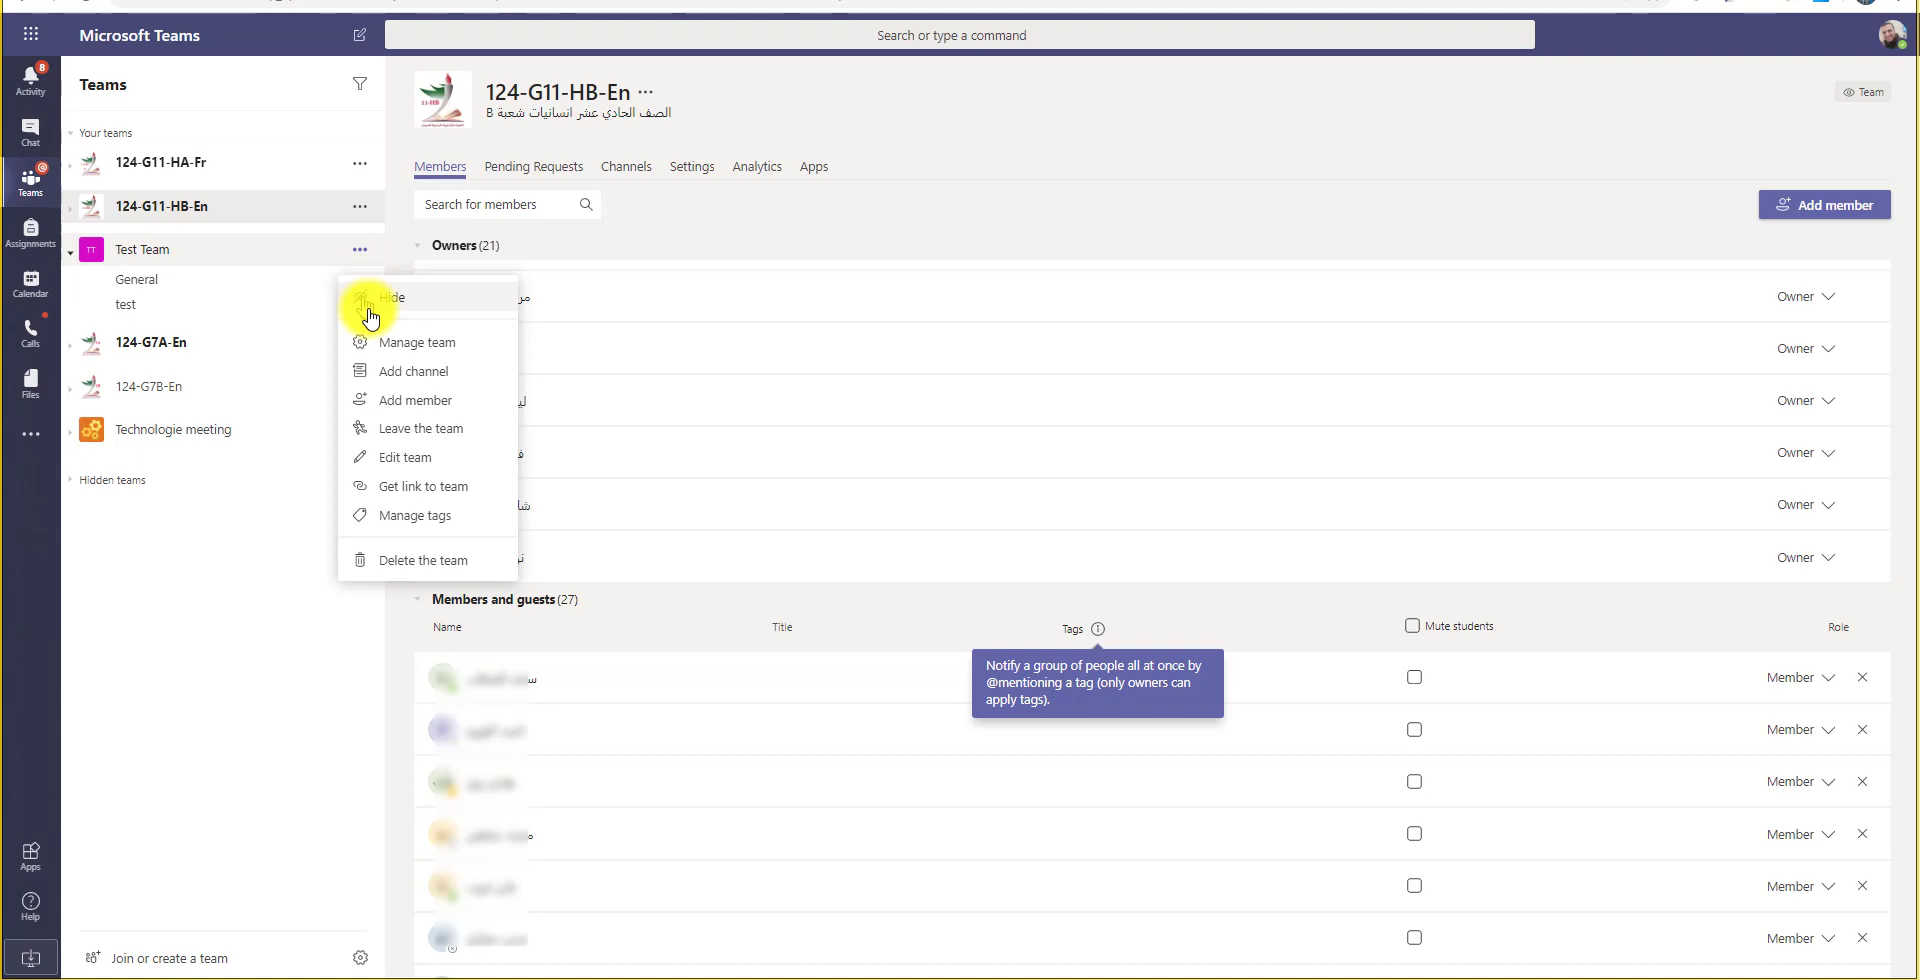 Microsoft Teams
Search or type a command
8
Activity
Chat
@
Teams
Assignments
Calendar
Calls
Files
Apps
Help
Teams
Your teams
124-G11-HA-Fr
124-G11-HB-En
TT
Test Team
General
test
124-G7A-En
124-G7B-En
Technologie meeting
Hidden teams
Join or create a team
Hide
Manage team
Add channel
Add member
Leave the team
Edit team
Get link to team
Manage tags
Delete the team
11-HB
124-G11-HB-En
الصف الحادي عشر انسانيات شعبة B
Team
Members Pending Requests Channels Settings Analytics Apps
Search for members
Add member
Owners (21)
Owner
Owner
Owner
Owner
Owner
Owner
Members and guests (27)
Name Title Tags Mute students Role
Notify a group of people all at once by
@mentioning a tag (only owners can
apply tags).
Member
Member
Member
Member
Member
Member